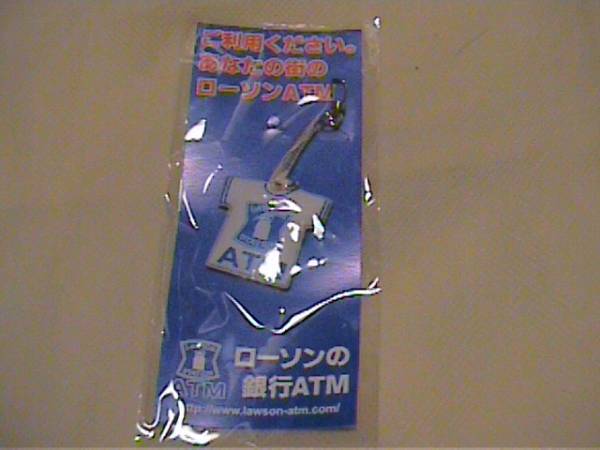 ご利用ください。
あなたの街の
ローソンATM
ATM
LAWSON
ATM
ローソンの
銀行ATM
http://www.lawson-atm.com/